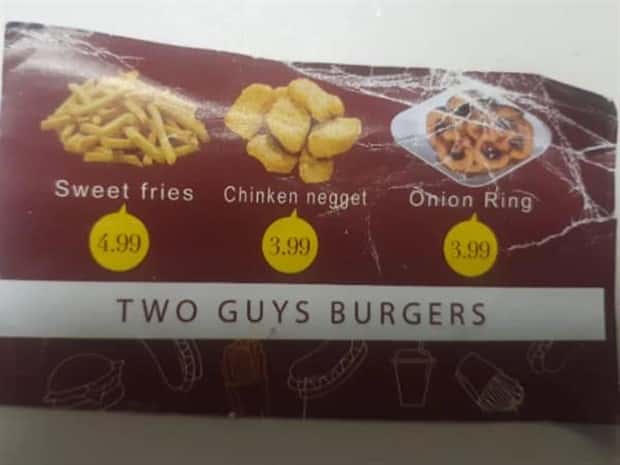 Sweet fries Chinken negget Onion Ring
4.99 3.99 3.99
TWO GUYS BURGERS